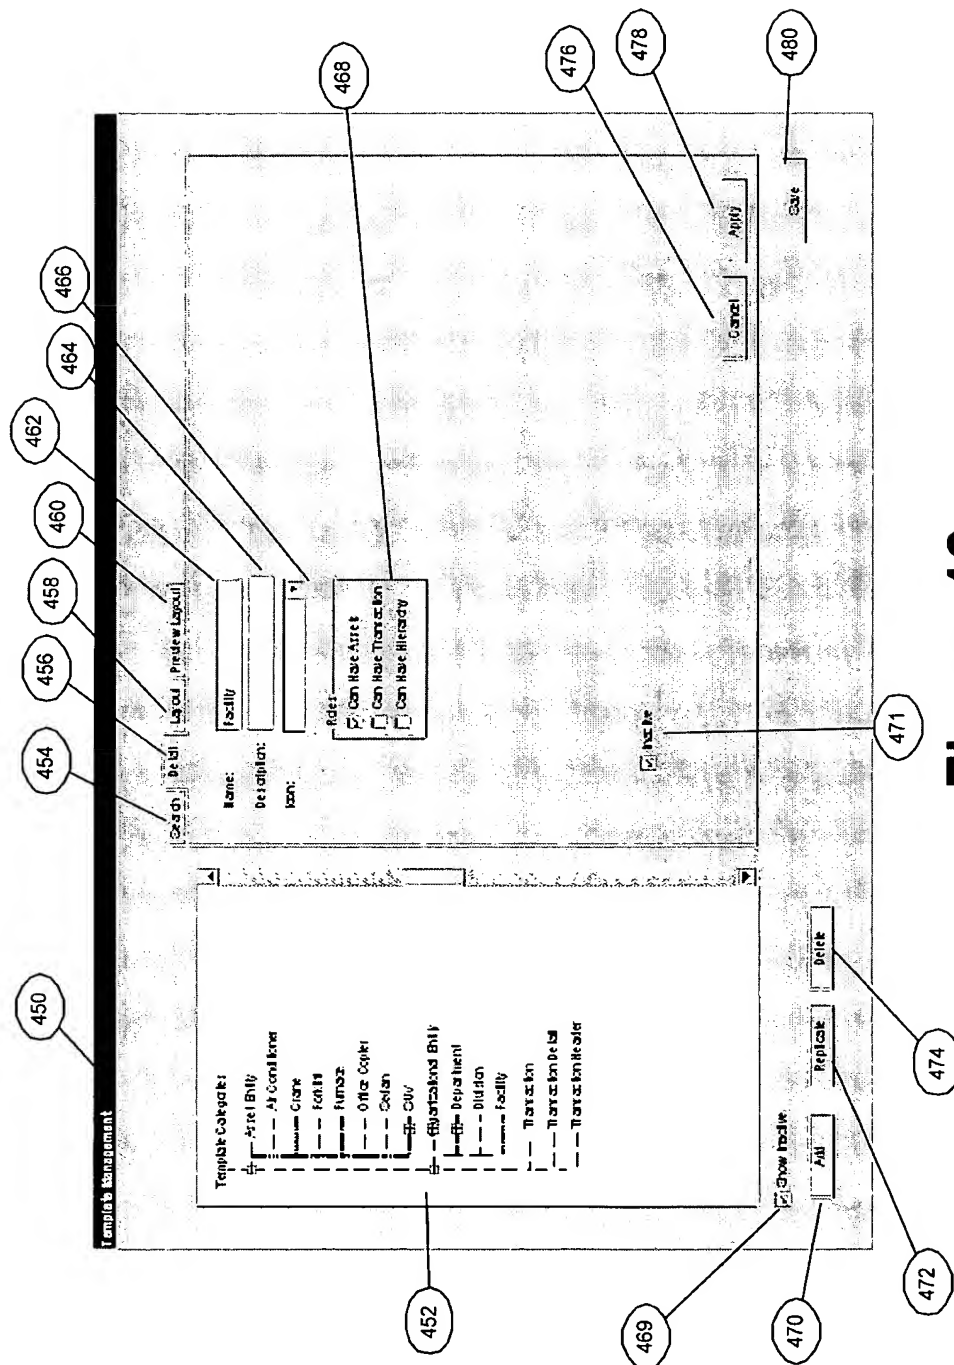 450
454
456
458
460
462
464
466
468
476
478
480
452
469
470
472
474
471
Template Management
Template Categories
Asset Entity
Air Conditioner
Crane
Forklift
Furnace
Office Copier
Sedan
SUV
Organizational Entity
Department
Division
Facility
Transaction
Transaction Detail
Transaction Header
Show Inactive
Add
Replicate
Delete
Search
Detail
Layout
Preview Layout
Name:
Facility
Description:
Icon:
Rules
Can Have Assets
Can Have Transaction
Can Have Hierarchy
Inactive
Cancel
Apply
Save